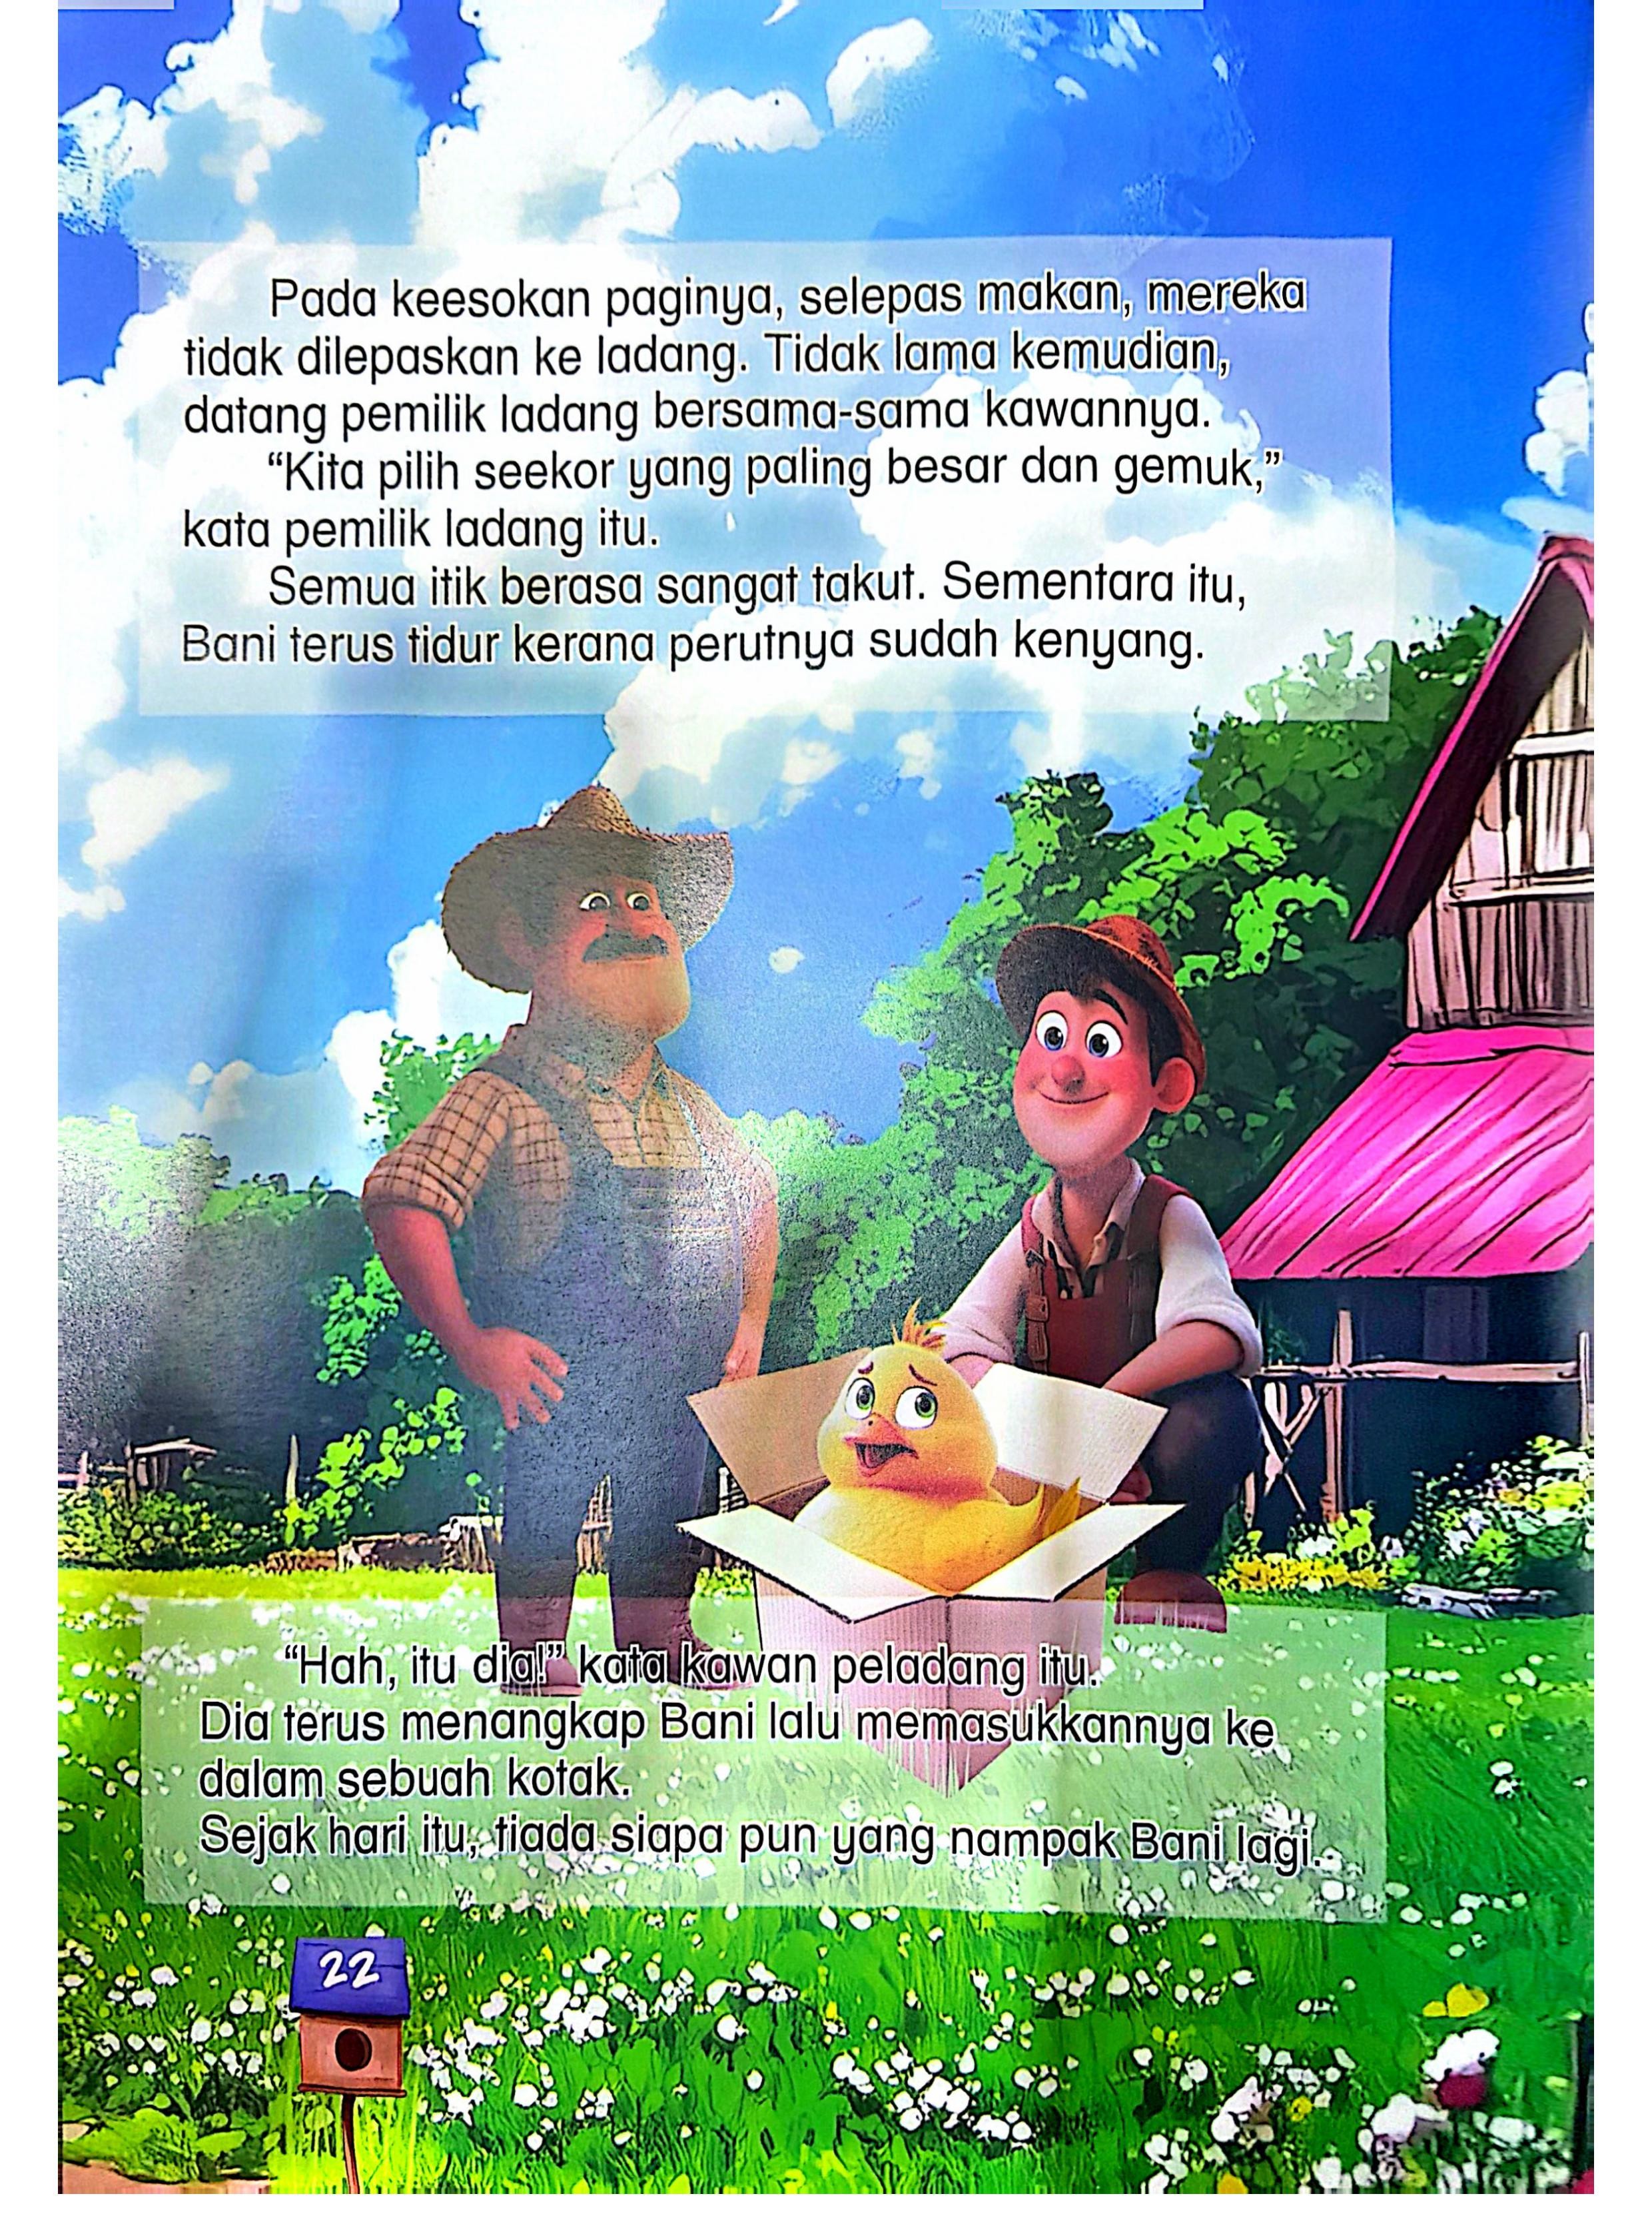 Pada keesokan paginya, selepas makan, mereka
tidak dilepaskan ke ladang. Tidak lama kemudian,
datang pemilik ladang bersama-sama kawannya.
“Kita pilih seekor yang paling besar dan gemuk,”
kata pemilik ladang itu.
Semua itik berasa sangat takut. Sementara itu,
Bani terus tidur kerana perutnya sudah kenyang.
“Hah, itu dia!” kata kawan peladang itu.
Dia terus menangkap Bani lalu memasukkannya ke
dalam sebuah kotak.
Sejak hari itu, tiada siapa pun yang nampak Bani lagi.
22